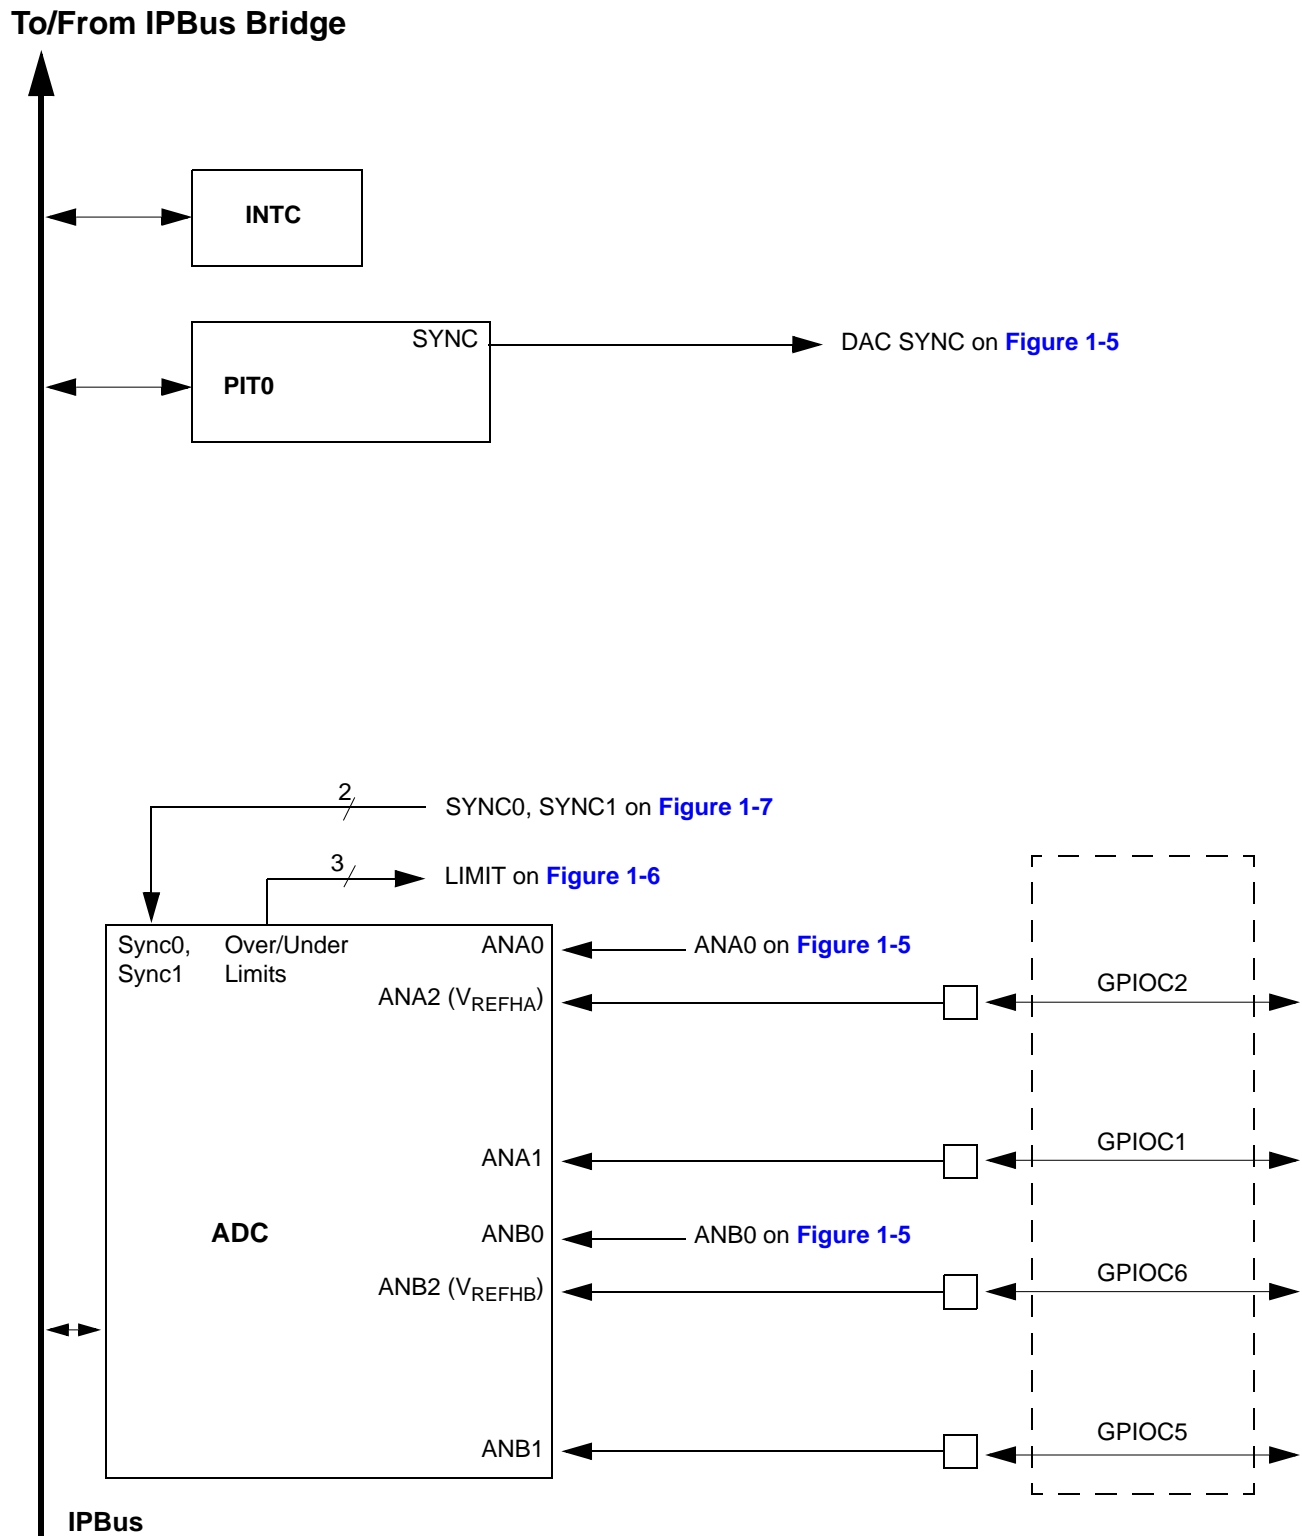 To/From IPBus Bridge
INTC
SYNC
DAC SYNC on Figure 1-5
PIT0
2
SYNC0, SYNC1 on Figure 1-7
3
LIMIT on Figure 1-6
Sync0,
Sync1
Over/Under
Limits
ANA0
ANA0 on Figure 1-5
ANA2 (VREFHA)
GPIOC2
ANA1
GPIOC1
ADC
ANB0
ANB0 on Figure 1-5
ANB2 (VREFHB)
GPIOC6
ANB1
GPIOC5
IPBus